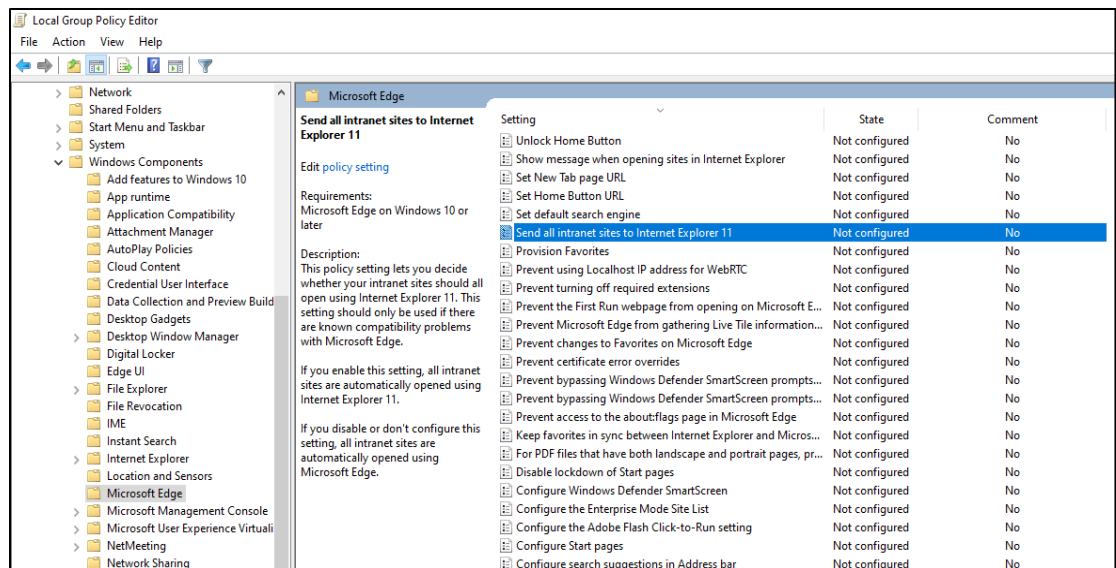 Local Group Policy Editor
File Action View Help
Network
Shared Folders
Start Menu and Taskbar
System
Windows Components
Add features to Windows 10
App runtime
Application Compatibility
Attachment Manager
AutoPlay Policies
Cloud Content
Credential User Interface
Data Collection and Preview Build
Desktop Gadgets
Desktop Window Manager
Digital Locker
Edge UI
File Explorer
File Revocation
IME
Instant Search
Internet Explorer
Location and Sensors
Microsoft Edge
Microsoft Management Console
Microsoft User Experience Virtuali
NetMeeting
Network Sharing
Microsoft Edge
Send all intranet sites to Internet
Explorer 11
Edit policy setting
Requirements:
Microsoft Edge on Windows 10 or
later
Description:
This policy setting lets you decide
whether your intranet sites should all
open using Internet Explorer 11. This
setting should only be used if there
are known compatibility problems
with Microsoft Edge.
If you enable this setting, all intranet
sites are automatically opened using
Internet Explorer 11.
If you disable or don't configure this
setting, all intranet sites are
automatically opened using
Microsoft Edge.
Setting State Comment
Unlock Home Button Not configured No
Show message when opening sites in Internet Explorer Not configured No
Set New Tab page URL Not configured No
Set Home Button URL Not configured No
Set default search engine Not configured No
Send all intranet sites to Internet Explorer 11 Not configured No
Provision Favorites Not configured No
Prevent using Localhost IP address for WebRTC Not configured No
Prevent turning off required extensions Not configured No
Prevent the First Run webpage from opening on Microsoft E... Not configured No
Prevent Microsoft Edge from gathering Live Tile information... Not configured No
Prevent changes to Favorites on Microsoft Edge Not configured No
Prevent certificate error overrides Not configured No
Prevent bypassing Windows Defender SmartScreen prompts... Not configured No
Prevent bypassing Windows Defender SmartScreen prompts... Not configured No
Prevent access to the about:flags page in Microsoft Edge Not configured No
Keep favorites in sync between Internet Explorer and Micros... Not configured No
For PDF files that have both landscape and portrait pages, pr... Not configured No
Disable lockdown of Start pages Not configured No
Configure Windows Defender SmartScreen Not configured No
Configure the Enterprise Mode Site List Not configured No
Configure the Adobe Flash Click-to-Run setting Not configured No
Configure Start pages Not configured No
Configure search suggestions in Address bar Not configured No